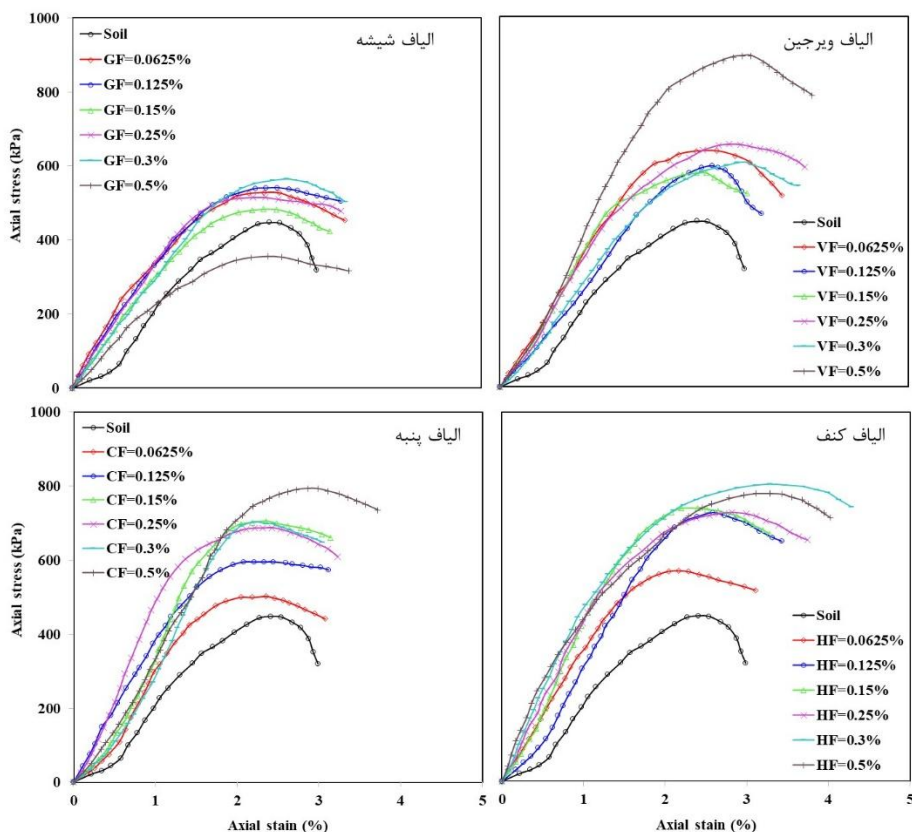 الیاف شیشه
Soil
GF=0.0625%
GF=0.125%
GF=0.15%
GF=0.25%
GF=0.3%
GF=0.5%
1000
800
600
400
200
0
Axial stress (kPa)
الیاف ویرجین
Soil
VF=0.0625%
VF=0.125%
VF=0.15%
VF=0.25%
VF=0.3%
VF=0.5%
الیاف پنبه
Soil
CF=0.0625%
CF=0.125%
CF=0.15%
CF=0.25%
CF=0.3%
CF=0.5%
1000
800
600
400
200
0
Axial stress (kPa)
0 1 2 3 4 5
Axial stain (%)
الیاف کنف
Soil
HF=0.0625%
HF=0.125%
HF=0.15%
HF=0.25%
HF=0.3%
HF=0.5%
0 1 2 3 4 5
Axial stain (%)